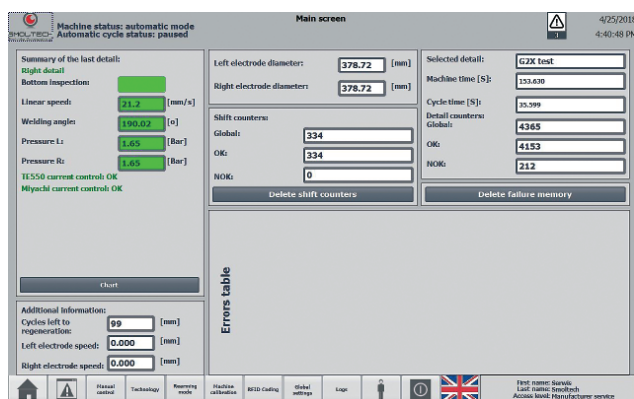 SMOLTECH
Machine status: automatic mode
Automatic cycle status: paused
Main screen
4/25/2018
4:40:48 PM
Summary of the last detail:
Right detail
Bottom inspection:
Linear speed: 21.2 [mm/s]
Welding angle: 190.02 [o]
Pressure L: 1.65 [Bar]
Pressure R: 1.65 [Bar]
TE550 current control: OK
Miyachi current control: OK
Chart
Additional information:
Cycles left to
regeneration: 99 [mm]
Left electrode speed: 0.000 [mm]
Right electrode speed: 0.000 [mm]
Left electrode diameter: 378.72 [mm]
Right electrode diameter: 378.72 [mm]
Shift counters:
Global: 334
OK: 334
NOK: 0
Delete shift counters
Selected detail: G2X test
Machine time [S]: 153.630
Cycle time [S]: 35.599
Detail counters:
Global: 4365
OK: 4153
NOK: 212
Delete failure memory
Errors table
Manual
control
Technology
Rearming
mode
Machine
calibration
RFID Coding
Global
settings
Logs
First name: Serwis
Last name: Smoltech
Access level: Manufacturer service